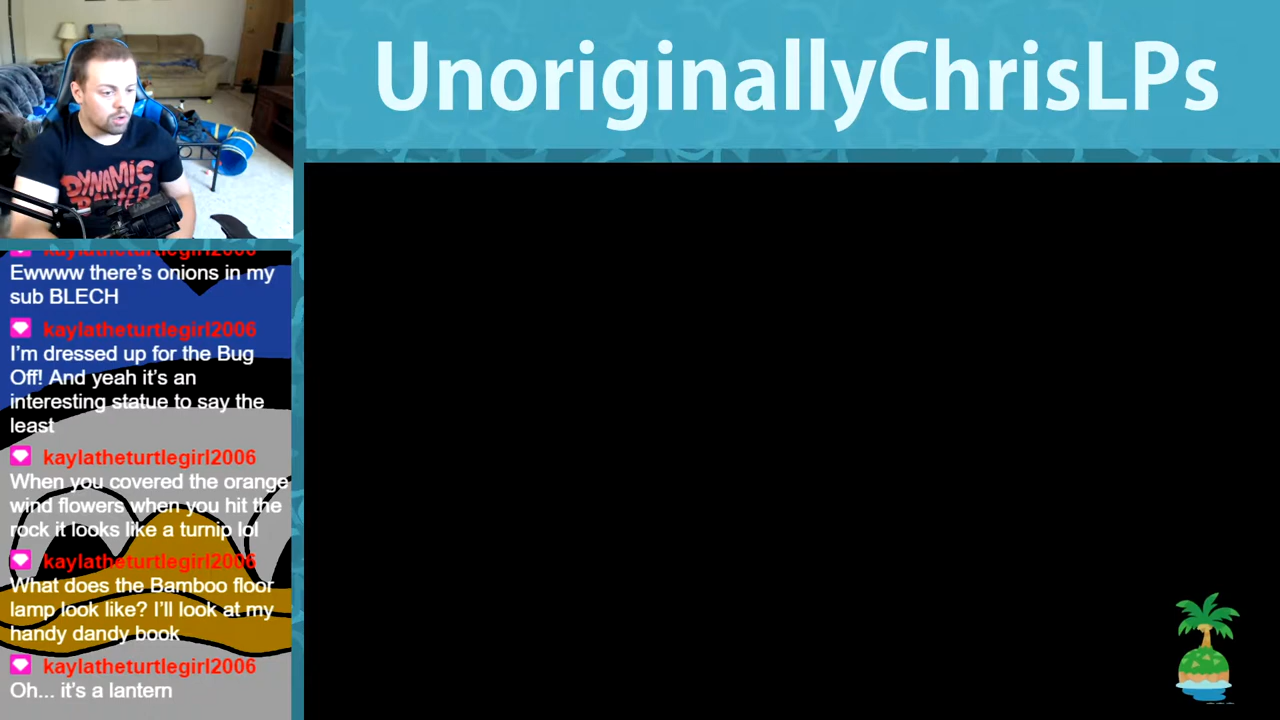 UnoriginallyChrisLPs
DYNAMIC
BANTER
kaylatheturtlegirl2006
Ewwww there's onions in my
sub BLECH
kaylatheturtlegirl2006
I'm dressed up for the Bug
Off! And yeah it's an
interesting statue to say the
least
kaylatheturtlegirl2006
When you covered the orange
wind flowers when you hit the
rock it looks like a turnip lol
kaylatheturtlegirl2006
What does the Bamboo floor
lamp look like? I'll look at my
handy dandy book
kaylatheturtlegirl2006
Oh... it's a lantern